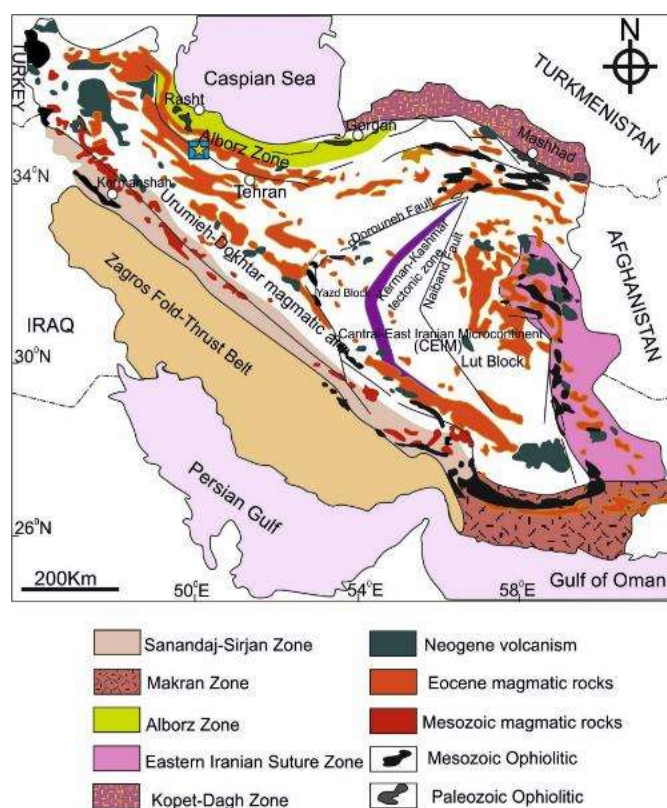 N
TURKEY
Caspian Sea
TURKMENISTAN
Rasht
Gorgan
Alborz Zone
Mashhad
34°N
Kermanshah
Tehran
Urumieh-Dokhtar magmatic arc
Dorouneh Fault
Kerman-Kashmar
tectonic zone
Naiband Fault
AFGHANISTAN
Zagros Fold-Thrust Belt
Yazd Block
IRAQ
Cantral-East Iranian Microcontinent
(CEIM)
30°N
Lut Block
Persian Gulf
26°N
200Km
50°E
54°E
58°E
Gulf of Oman
Sanandaj-Sirjan Zone
Neogene volcanism
Makran Zone
Eocene magmatic rocks
Alborz Zone
Mesozoic magmatic rocks
Eastern Iranian Suture Zone
Mesozoic Ophiolitic
Kopet-Dagh Zone
Paleozoic Ophiolitic